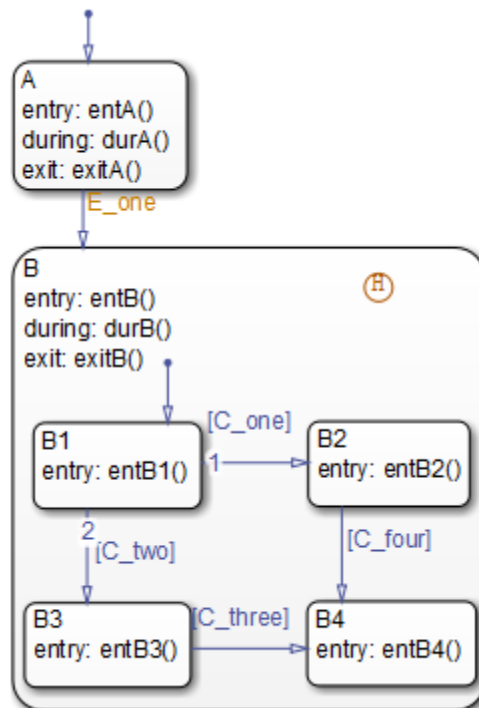 A
entry: entA()
during: durA()
exit: exitA()
E_one
B
entry: entB()
during: durB()
exit: exitB()
H
B1
entry: entB1()
[C_one]
1
B2
entry: entB2()
2
[C_two]
[C_four]
B3
entry: entB3()
[C_three]
B4
entry: entB4()